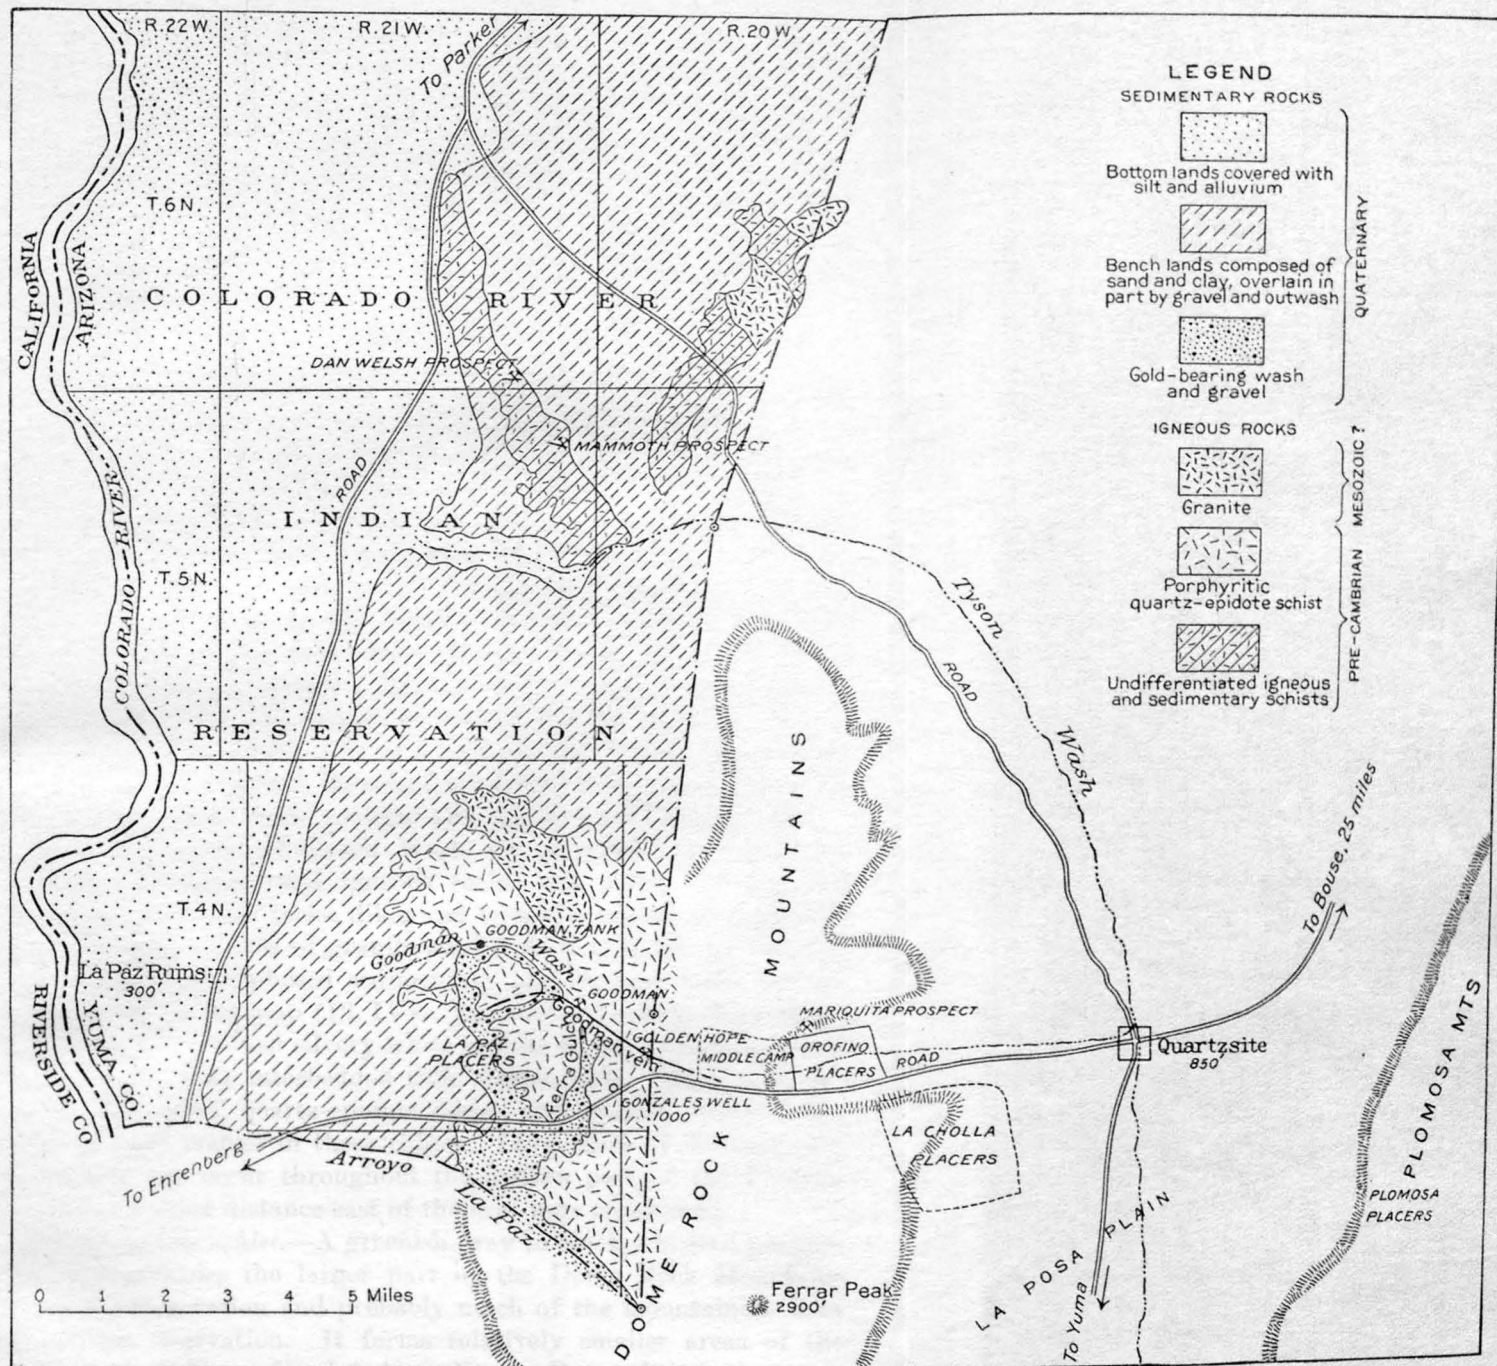 R.22 W.
R.21 W.
R.20 W.
To Parker
LEGEND
SEDIMENTARY ROCKS
Bottom lands covered with
silt and alluvium
Bench lands composed of
sand and clay, overlain in
part by gravel and outwash
Gold-bearing wash
and gravel
QUATERNARY
IGNEOUS ROCKS
Granite
MESOZOIC ?
Porphyritic
quartz-epidote schist
Undifferentiated igneous
and sedimentary schists
PRE-CAMBRIAN
T.6 N.
CALIFORNIA
ARIZONA
COLORADO RIVER
DAN WELSH PROSPECT
MAMMOTH PROSPECT
ROAD
INDIAN
COLORADO RIVER
T.5 N.
Tyson
Wash
ROAD
RESERVATION
MOUNTAINS
To Bouse, 25 miles
T.4 N.
GOODMAN TANK
Goodman
Wash
La Paz Ruins
300'
GOODMAN
Goodman vein
MARIQUITA PROSPECT
RIVERSIDE CO
YUMA CO.
LA PAZ
PLACERS
Ferra Gulch
GOLDEN HOPE
MIDDLE CAMP
OROFINO
PLACERS
ROAD
Quartzsite
850'
GONZALES WELL
1000'
LA CHOLLA
PLACERS
PLOMOSA MTS
PLOMOSA
PLACERS
To Ehrenberg
Arroyo
La Paz
DOME ROCK
LA POSA PLAIN
Ferrar Peak
2900'
To Yuma
0 1 2 3 4 5 Miles